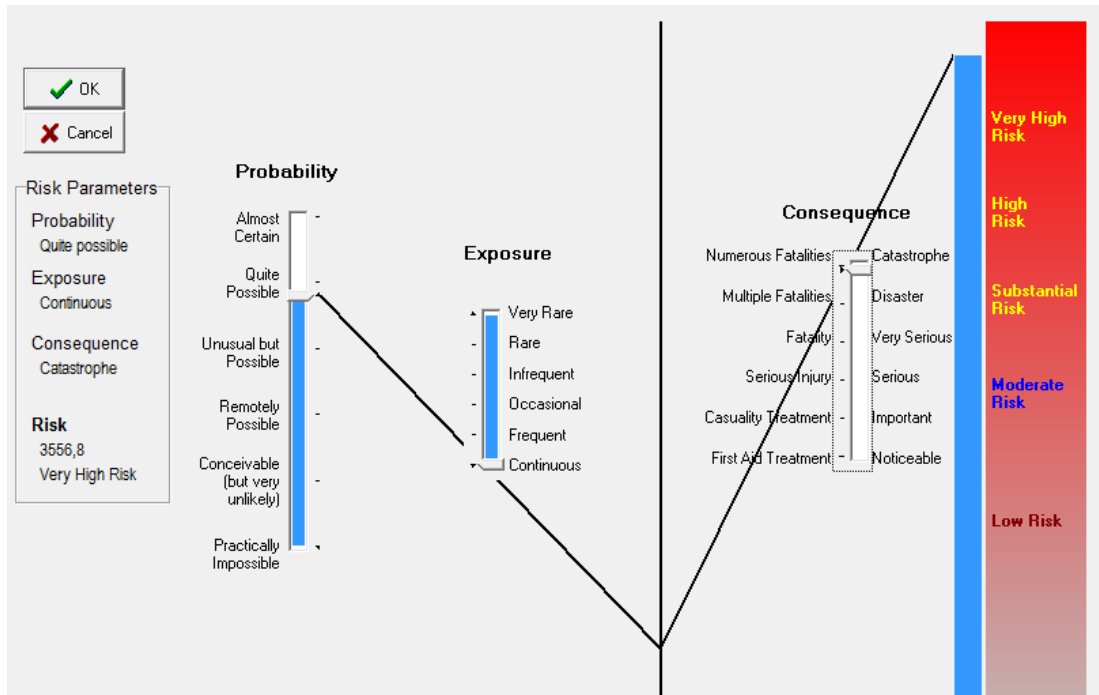 OK
Cancel
Risk Parameters
Probability
Quite possible
Exposure
Continuous
Consequence
Catastrophe
Risk
3556,8
Very High Risk
Probability
Almost
Certain
Quite
Possible
Unusual but
Possible
Remotely
Possible
Conceivable
(but very
unlikely)
Practically
Impossible
Exposure
Very Rare
Rare
Infrequent
Occasional
Frequent
Continuous
Consequence
Numerous Fatalities Catastrophe
Multiple Fatalities Disaster
Fatality Very Serious
Serious Injury Serious
Casuality Treatment Important
First Aid Treatment Noticeable
Very High
Risk
High
Risk
Substantial
Risk
Moderate
Risk
Low Risk